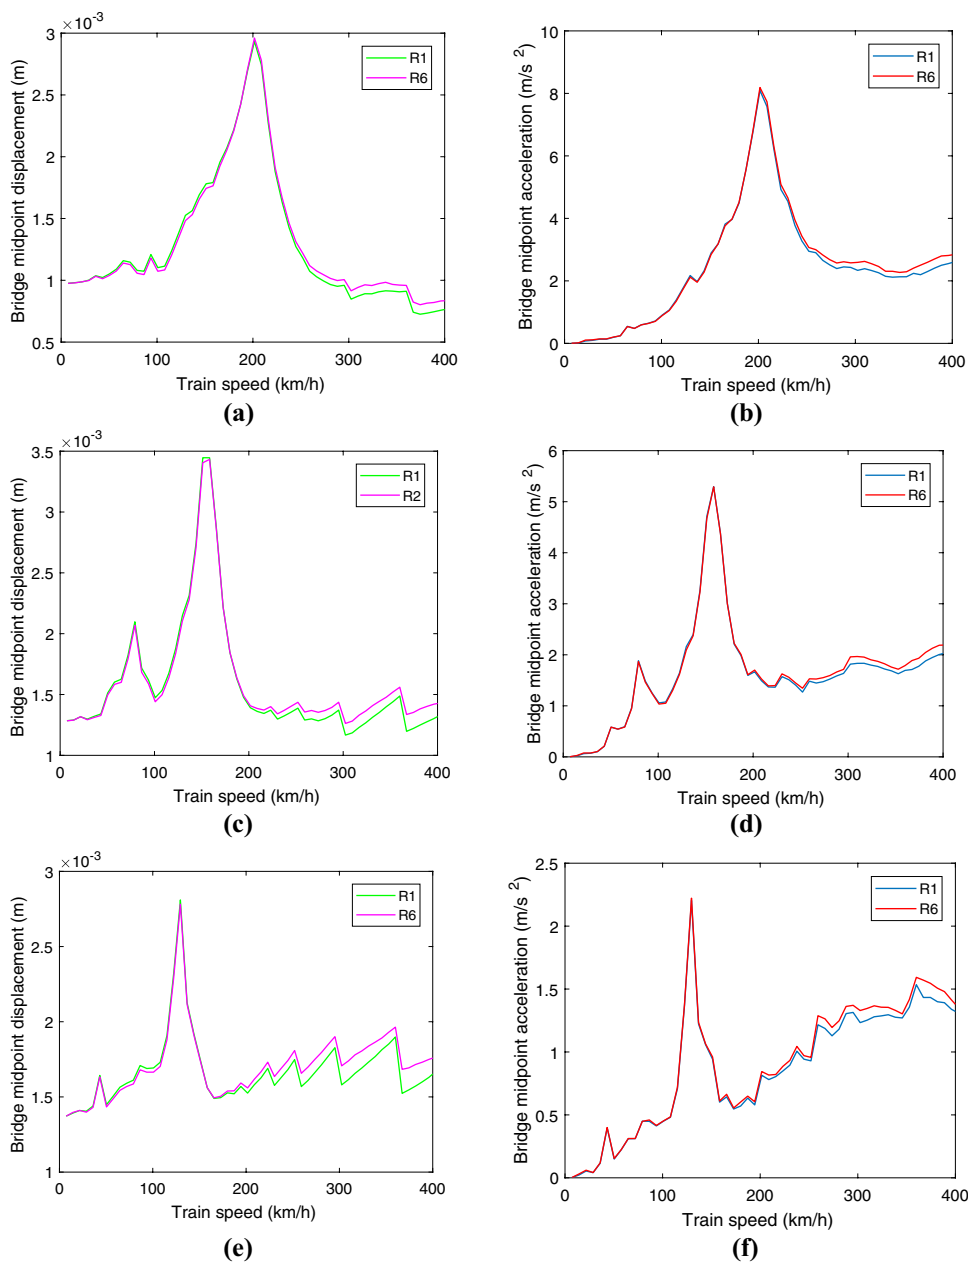 ×10-3
3
2.5
2
1.5
1
0.5
0
100
200
300
400
Bridge midpoint displacement (m)
Train speed (km/h)
R1
R6
(a)
10
8
6
4
2
0
0
100
200
300
400
Bridge midpoint acceleration (m/s 2)
Train speed (km/h)
R1
R6
(b)
×10-3
3.5
3
2.5
2
1.5
1
0
100
200
300
400
Bridge midpoint displacement (m)
Train speed (km/h)
R1
R2
(c)
6
5
4
3
2
1
0
0
100
200
300
400
Bridge midpoint acceleration (m/s 2)
Train speed (km/h)
R1
R6
(d)
×10-3
3
2.5
2
1.5
1
0
100
200
300
400
Bridge midpoint displacement (m)
Train speed (km/h)
R1
R6
(e)
2.5
2
1.5
1
0.5
0
0
100
200
300
400
Bridge midpoint acceleration (m/s 2)
Train speed (km/h)
R1
R6
(f)